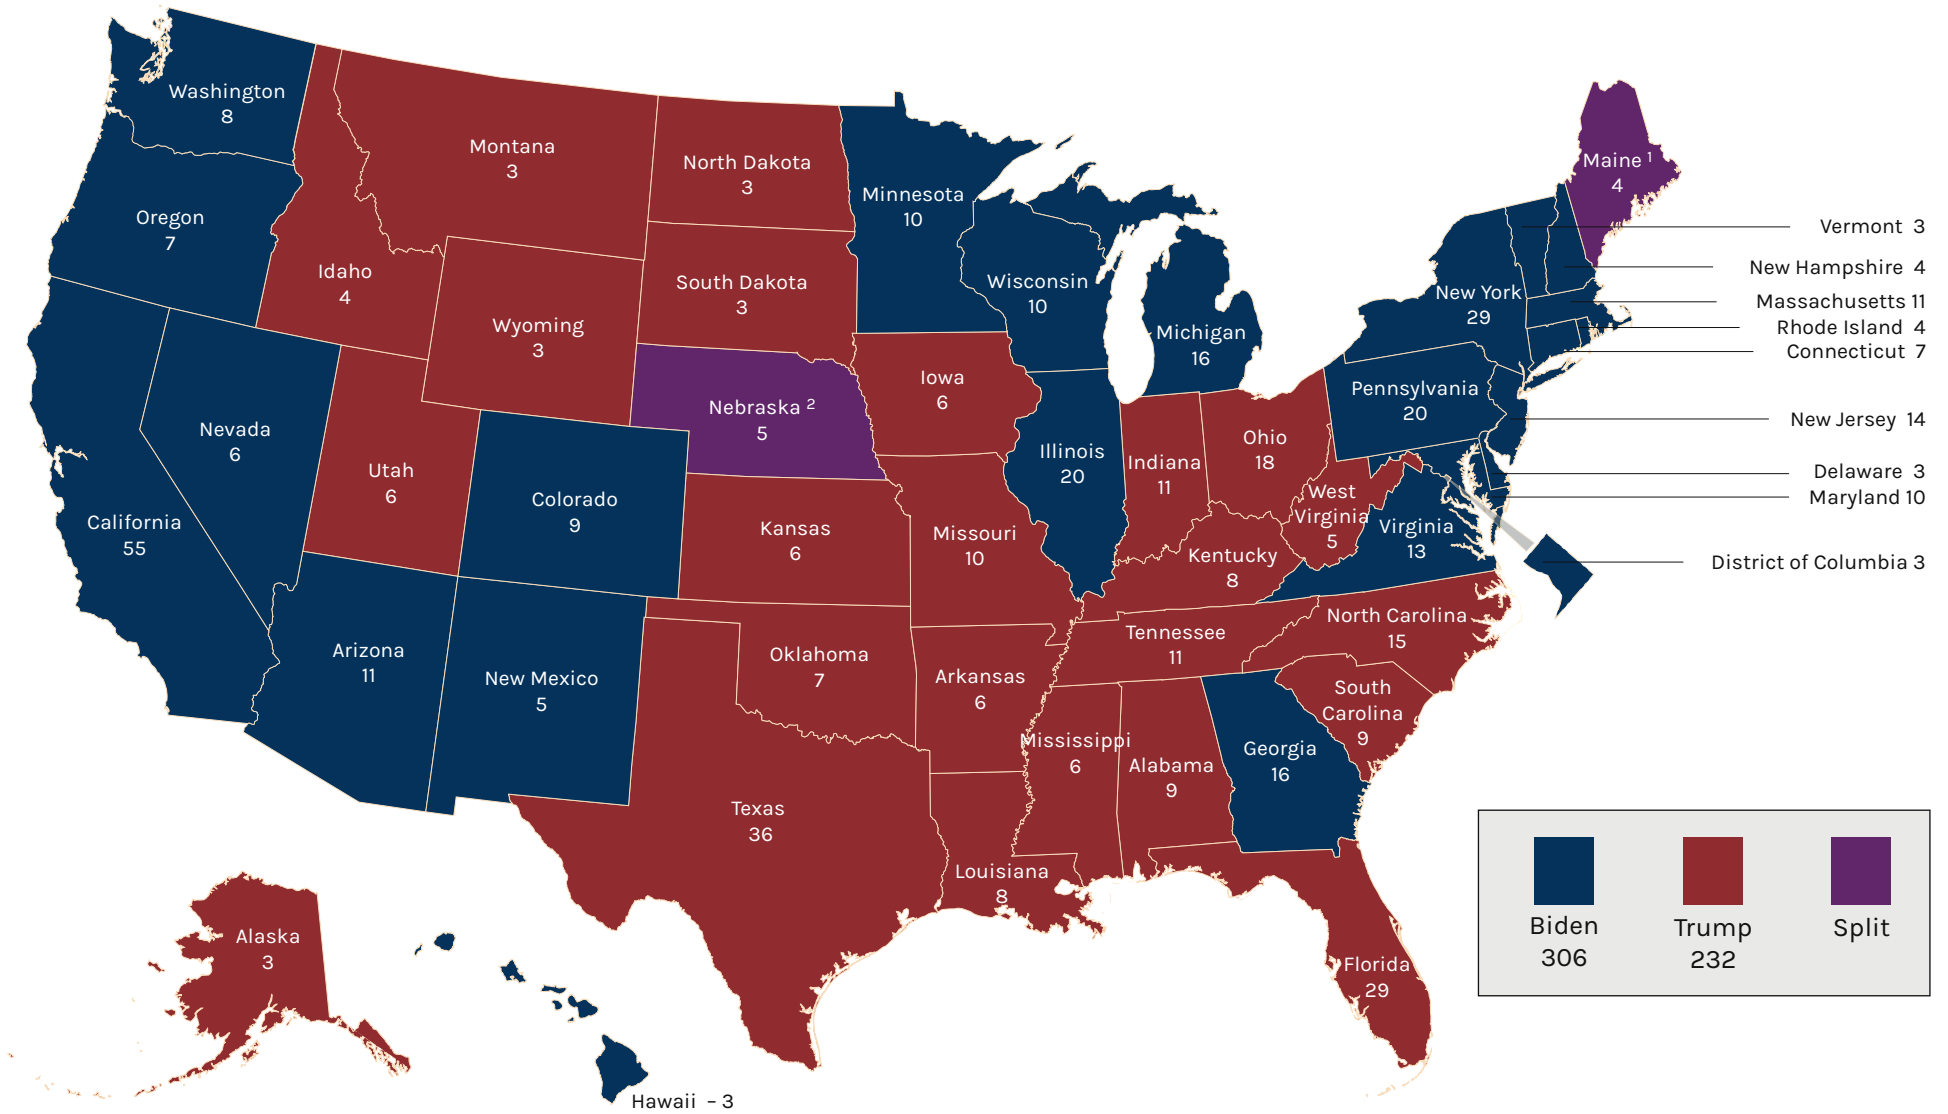 Washington
8
Oregon
7
California
55
Nevada
6
Idaho
4
Montana
3
Wyoming
3
Utah
6
Colorado
9
Arizona
11
New Mexico
5
North Dakota
3
South Dakota
3
Nebraska 2
5
Kansas
6
Oklahoma
7
Texas
36
Minnesota
10
Iowa
6
Missouri
10
Arkansas
6
Louisiana
8
Wisconsin
10
Illinois
20
Michigan
16
Indiana
11
Ohio
18
Kentucky
8
Tennessee
11
Mississippi
6
Alabama
9
Georgia
16
Florida
29
South
Carolina
9
North Carolina
15
Virginia
13
West
Virginia
5
Pennsylvania
20
New York
29
Maine 1
4
Vermont 3
New Hampshire 4
Massachusetts 11
Rhode Island 4
Connecticut 7
New Jersey 14
Delaware 3
Maryland 10
District of Columbia 3
Alaska
3
Hawaii – 3
Biden
306
Trump
232
Split